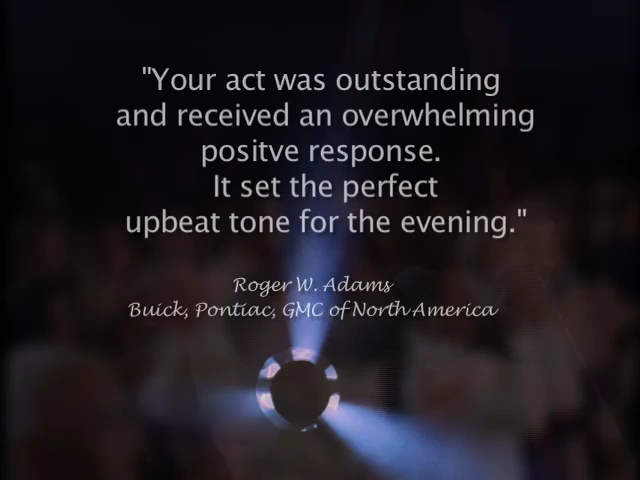 "Your act was outstanding
and received an overwhelming
positve response.
It set the perfect
upbeat tone for the evening."
Roger W. Adams
Buick, Pontiac, GMC of North America